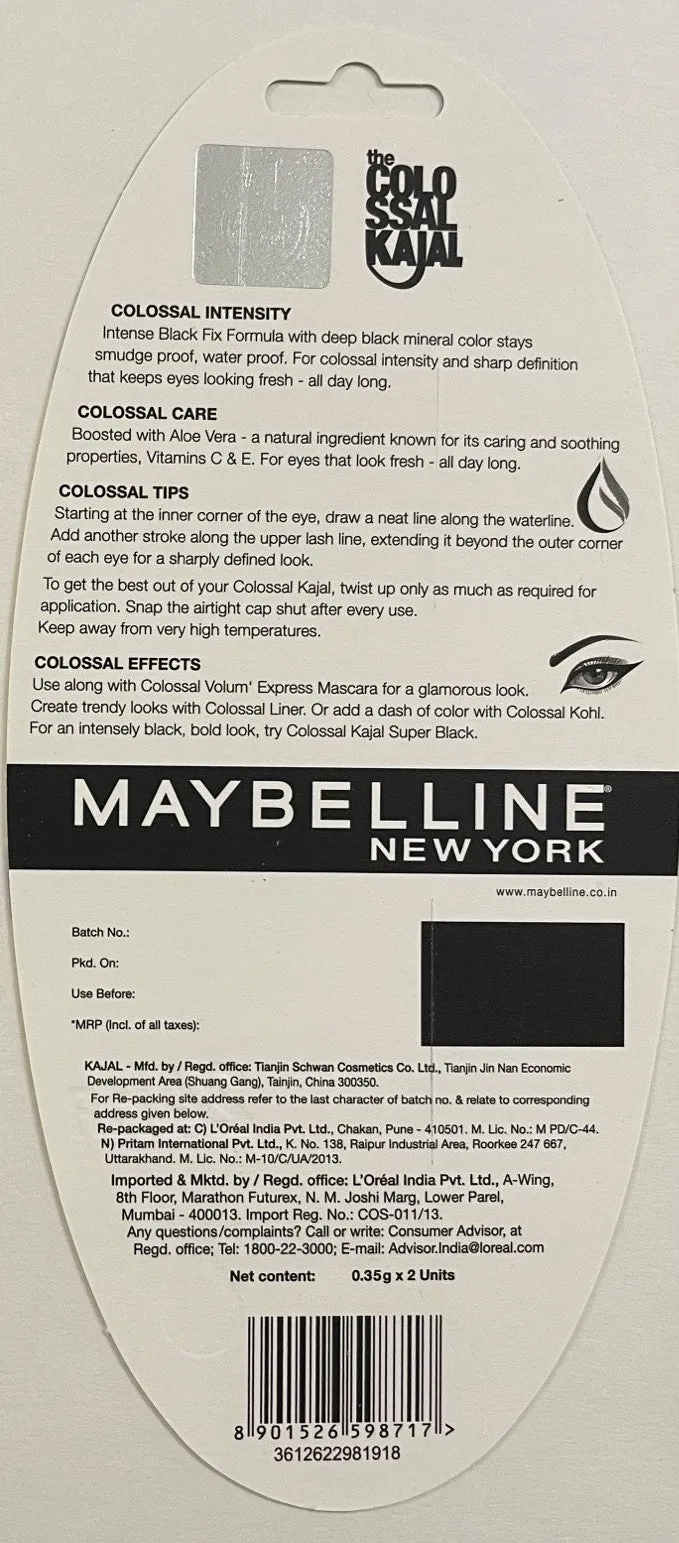 the
COLO
SSAL
KAJAL
COLOSSAL INTENSITY
Intense Black Fix Formula with deep black mineral color stays
smudge proof, water proof. For colossal intensity and sharp definition
that keeps eyes looking fresh - all day long.
COLOSSAL CARE
Boosted with Aloe Vera - a natural ingredient known for its caring and soothing
properties, Vitamins C & E. For eyes that look fresh - all day long.
COLOSSAL TIPS
Starting at the inner corner of the eye, draw a neat line along the waterline.
Add another stroke along the upper lash line, extending it beyond the outer corner
of each eye for a sharply defined look.
To get the best out of your Colossal Kajal, twist up only as much as required for
application. Snap the airtight cap shut after every use.
Keep away from very high temperatures.
COLOSSAL EFFECTS
Use along with Colossal Volum‘ Express Mascara for a glamorous look.
Create trendy looks with Colossal Liner. Or add a dash of color with Colossal Kohl.
For an intensely black, bold look, try Colossal Kajal Super Black.
MAYBELLINE®
NEW YORK
www.maybelline.co.in
Batch No.:
Pkd. On:
Use Before:
*MRP (Incl. of all taxes):
KAJAL - Mfd. by / Regd. office: Tianjin Schwan Cosmetics Co. Ltd., Tianjin Jin Nan Economic
Development Area (Shuang Gang), Tainjin, China 300350.
For Re-packing site address refer to the last character of batch no. & relate to corresponding
address given below.
Re-packaged at: C) L'Oréal India Pvt. Ltd., Chakan, Pune - 410501. M. Lic. No.: M PD/C-44.
N) Pritam International Pvt. Ltd., K. No. 138, Raipur Industrial Area, Roorkee 247 667,
Uttarakhand. M. Lic. No.: M-10/C/UA/2013.
Imported & Mktd. by / Regd. office: L'Oréal India Pvt. Ltd., A-Wing,
8th Floor, Marathon Futurex, N. M. Joshi Marg, Lower Parel,
Mumbai - 400013. Import Reg. No.: COS-011/13.
Any questions/complaints? Call or write: Consumer Advisor, at
Regd. office; Tel: 1800-22-3000; E-mail: Advisor.India@loreal.com
Net content: 0.35g x 2 Units
8 901526 598717 >
3612622981918